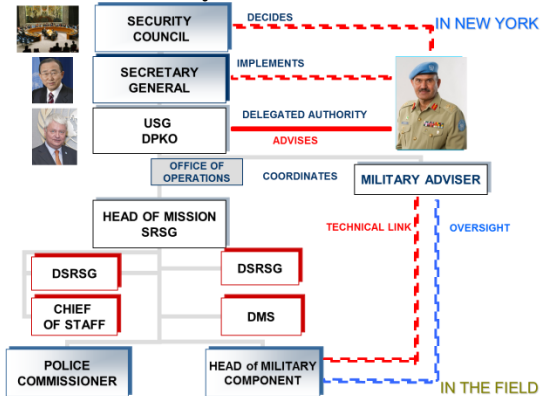 DECIDES
IN NEW YORK
SECURITY
COUNCIL
IMPLEMENTS
SECRETARY
GENERAL
DELEGATED AUTHORITY
USG
DPKO
ADVISES
OFFICE OF
OPERATIONS
COORDINATES
MILITARY ADVISER
HEAD OF MISSION
SRSG
TECHNICAL LINK
OVERSIGHT
DSRSG
DSRSG
CHIEF
OF STAFF
DMS
POLICE
COMMISSIONER
HEAD of MILITARY
COMPONENT
IN THE FIELD